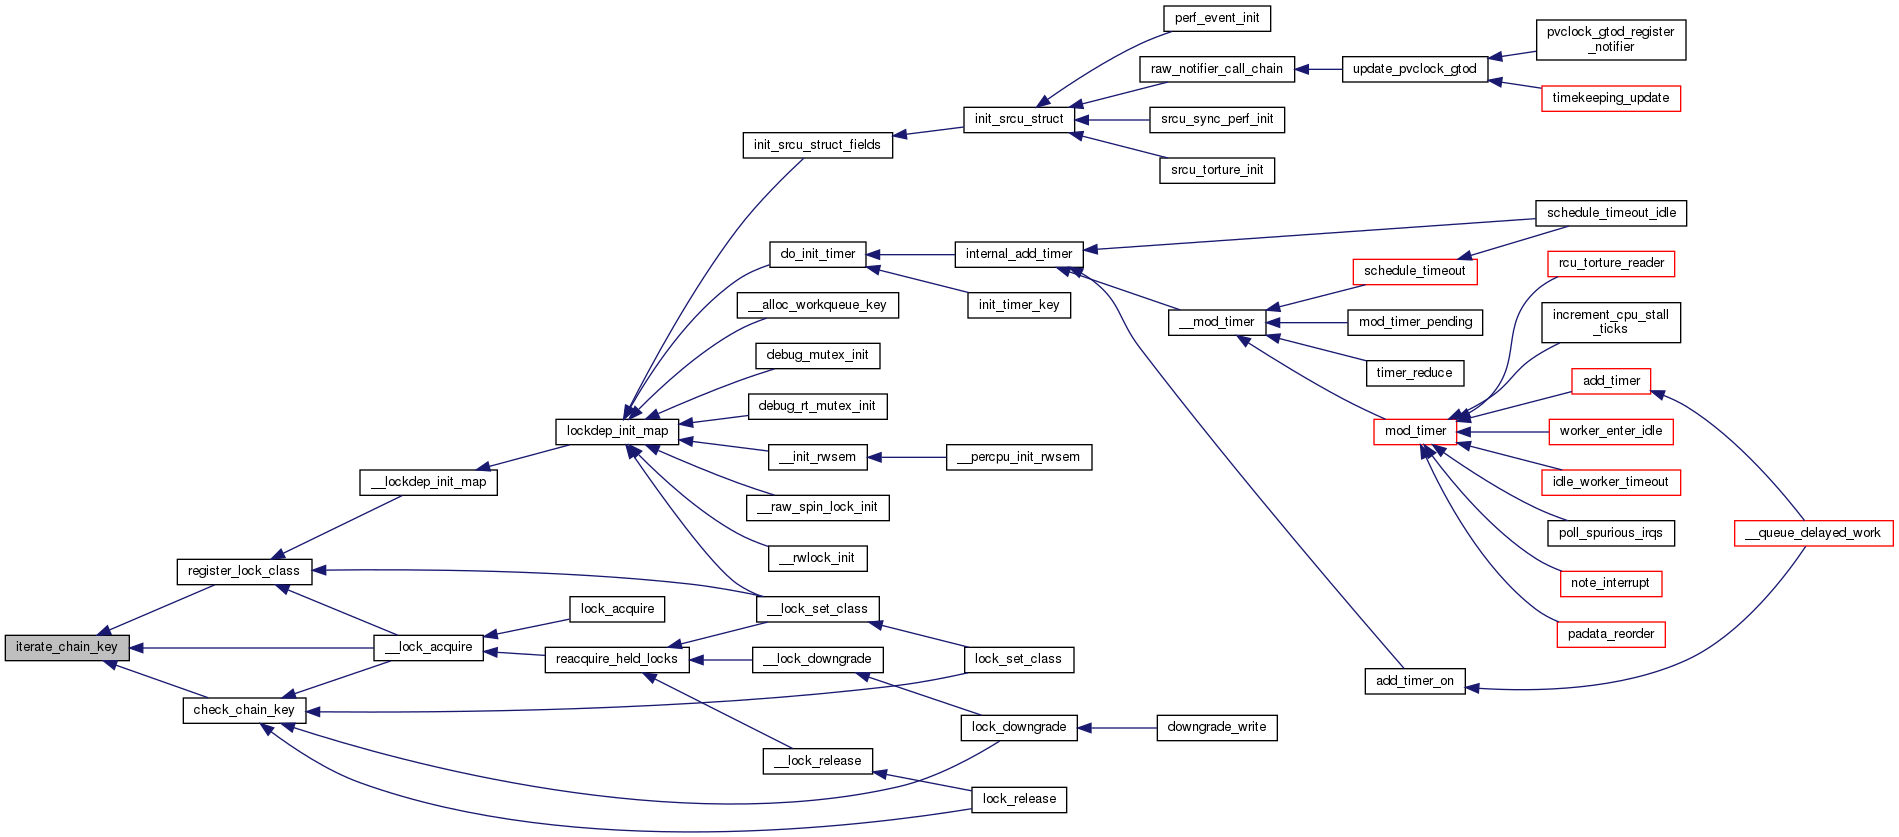 perf_event_init
pvclock_gtod_register
_notifier
raw_notifier_call_chain
update_pvclock_gtod
timekeeping_update
init_srcu_struct
srcu_sync_perf_init
init_srcu_struct_fields
srcu_torture_init
schedule_timeout_idle
do_init_timer
internal_add_timer
rcu_torture_reader
schedule_timeout
__alloc_workqueue_key
init_timer_key
increment_cpu_stall
_ticks
__mod_timer
mod_timer_pending
debug_mutex_init
timer_reduce
add_timer
debug_rt_mutex_init
lockdep_init_map
mod_timer
worker_enter_idle
__init_rwsem
__percpu_init_rwsem
__lockdep_init_map
idle_worker_timeout
__raw_spin_lock_init
poll_spurious_irqs
__queue_delayed_work
__rwlock_init
register_lock_class
note_interrupt
__lock_set_class
lock_acquire
padata_reorder
iterate_chain_key
__lock_acquire
reacquire_held_locks
__lock_downgrade
lock_set_class
add_timer_on
check_chain_key
lock_downgrade
downgrade_write
__lock_release
lock_release